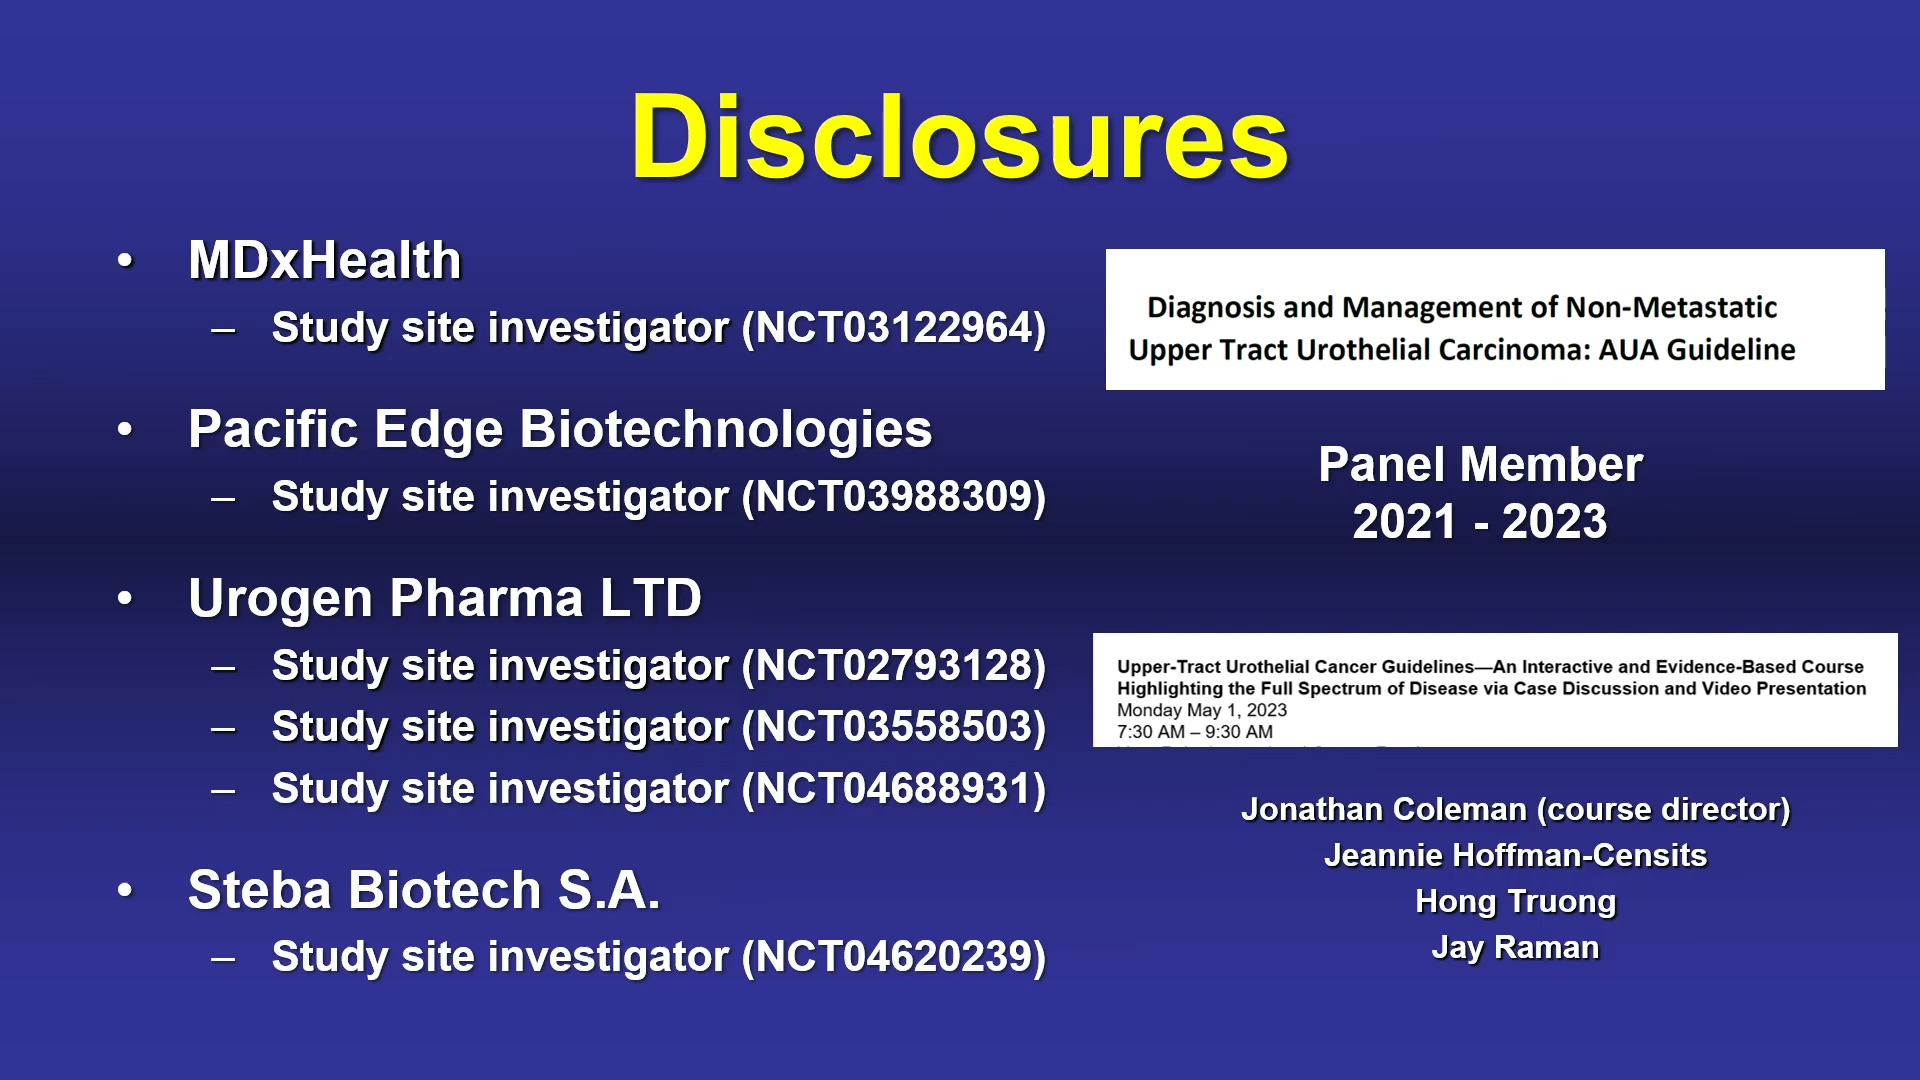 Disclosures
• MDxHealth
– Study site investigator (NCT03122964)
• Pacific Edge Biotechnologies
– Study site investigator (NCT03988309)
• Urogen Pharma LTD
– Study site investigator (NCT02793128)
– Study site investigator (NCT03558503)
– Study site investigator (NCT04688931)
• Steba Biotech S.A.
– Study site investigator (NCT04620239)
Diagnosis and Management of Non-Metastatic
Upper Tract Urothelial Carcinoma: AUA Guideline
Panel Member
2021 - 2023
Upper-Tract Urothelial Cancer Guidelines—An Interactive and Evidence-Based Course
Highlighting the Full Spectrum of Disease via Case Discussion and Video Presentation
Monday May 1, 2023
7:30 AM – 9:30 AM
Jonathan Coleman (course director)
Jeannie Hoffman-Censits
Hong Truong
Jay Raman